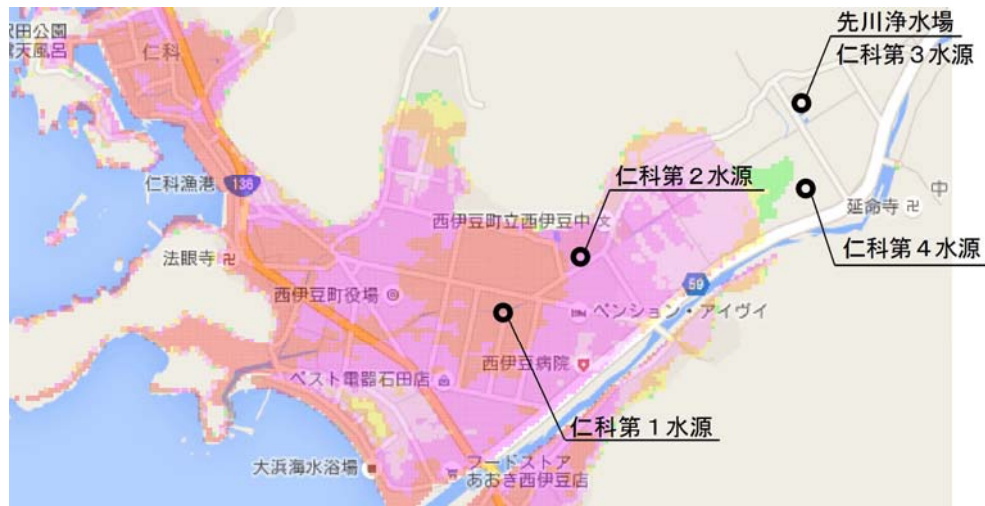 先川浄水場
仁科第3水源
沢田公園
露天風呂
仁科
仁科漁港
136
仁科第2水源
西伊豆町立西伊豆中 文
中
延命寺 卍
仁科第4水源
法眼寺 卍
59
西伊豆町役場
ペンション・アイヴィ
西伊豆病院
ベスト電器石田店
仁科第1水源
大浜海水浴場
フードストア
あおき西伊豆店